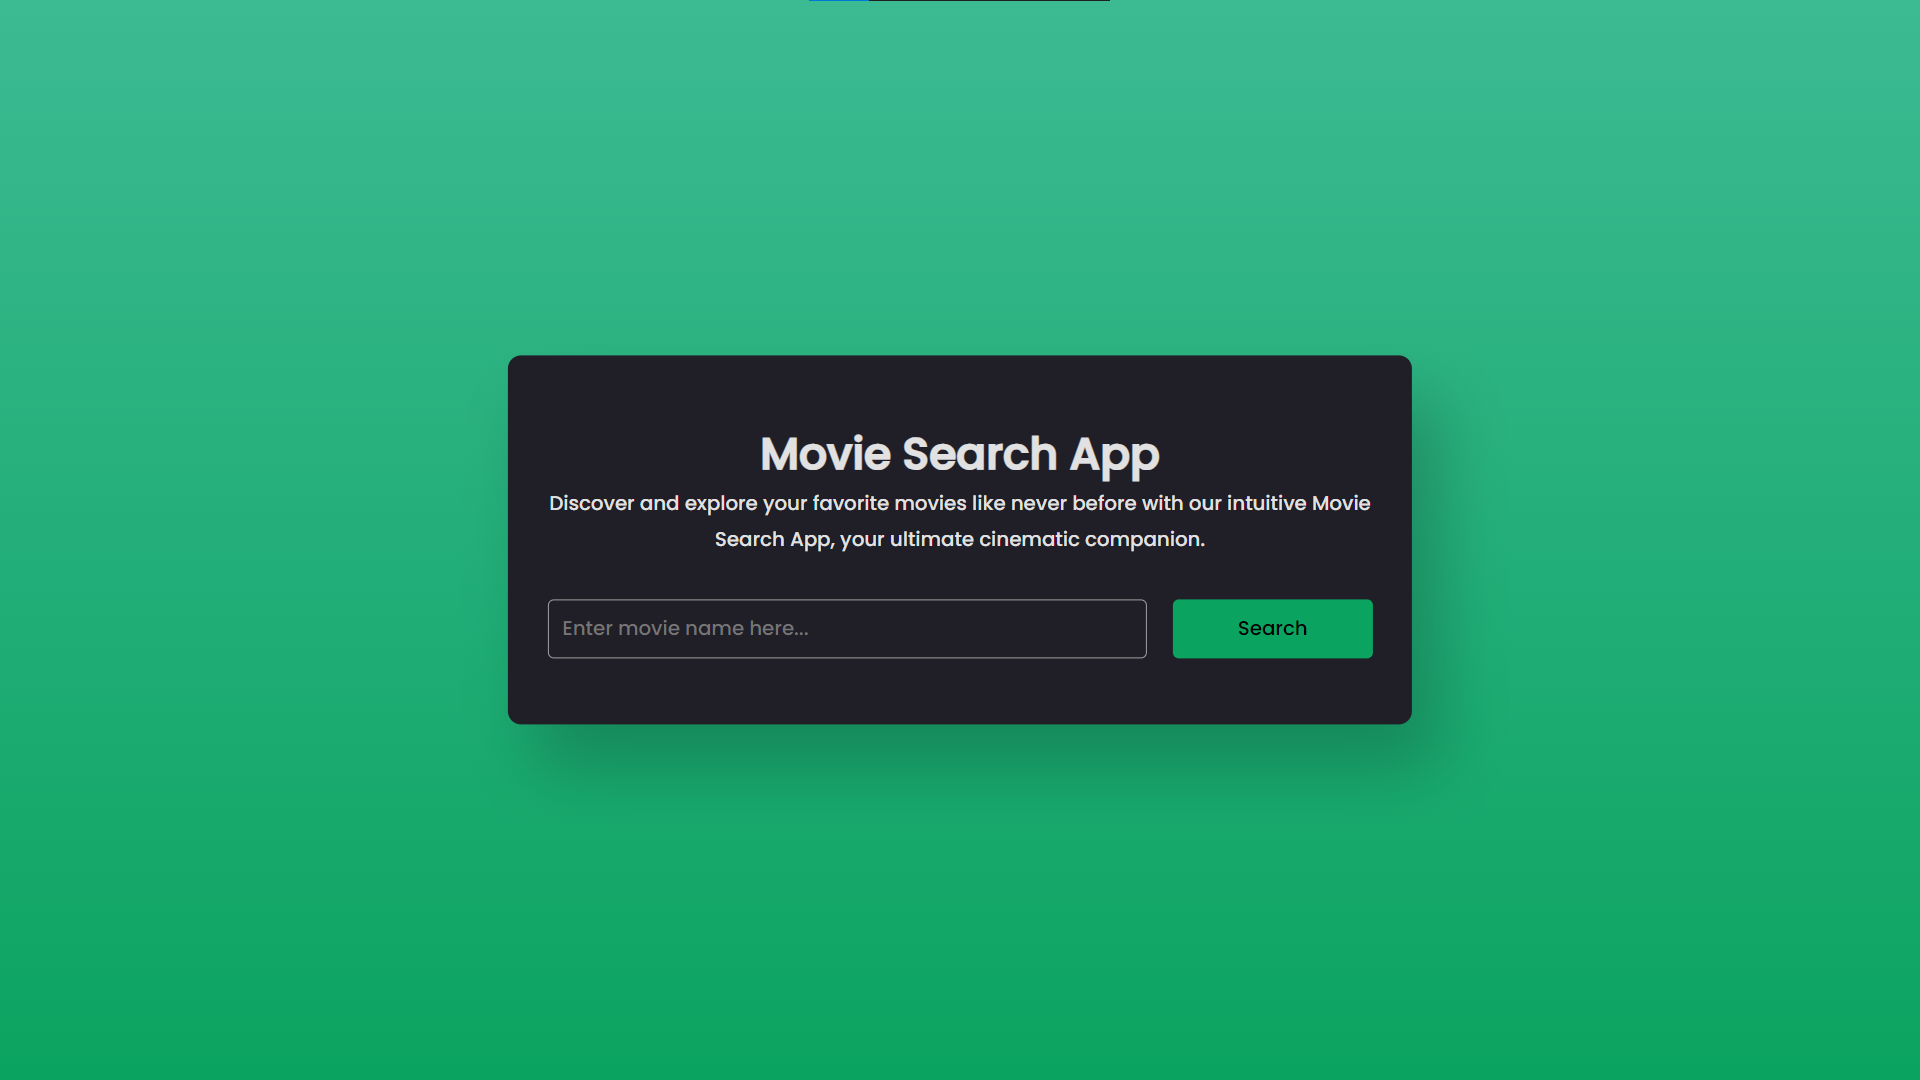 Movie Search App
Discover and explore your favorite movies like never before with our intuitive Movie
Search App, your ultimate cinematic companion.
Enter movie name here...
Search